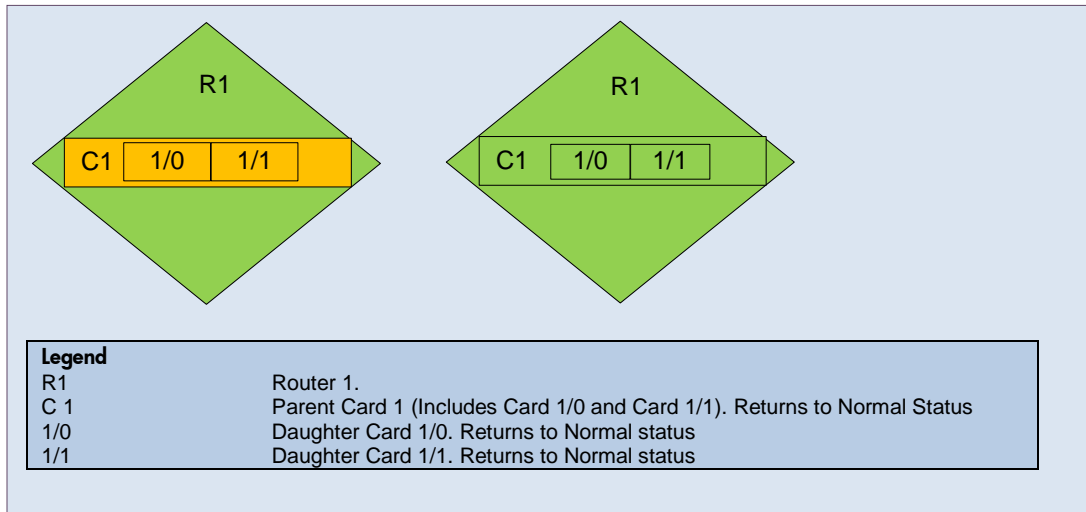 R1
C1 1/0 1/1
R1
C1 1/0 1/1
Legend
R1 Router 1.
C 1 Parent Card 1 (Includes Card 1/0 and Card 1/1). Returns to Normal Status
1/0 Daughter Card 1/0. Returns to Normal status
1/1 Daughter Card 1/1. Returns to Normal status